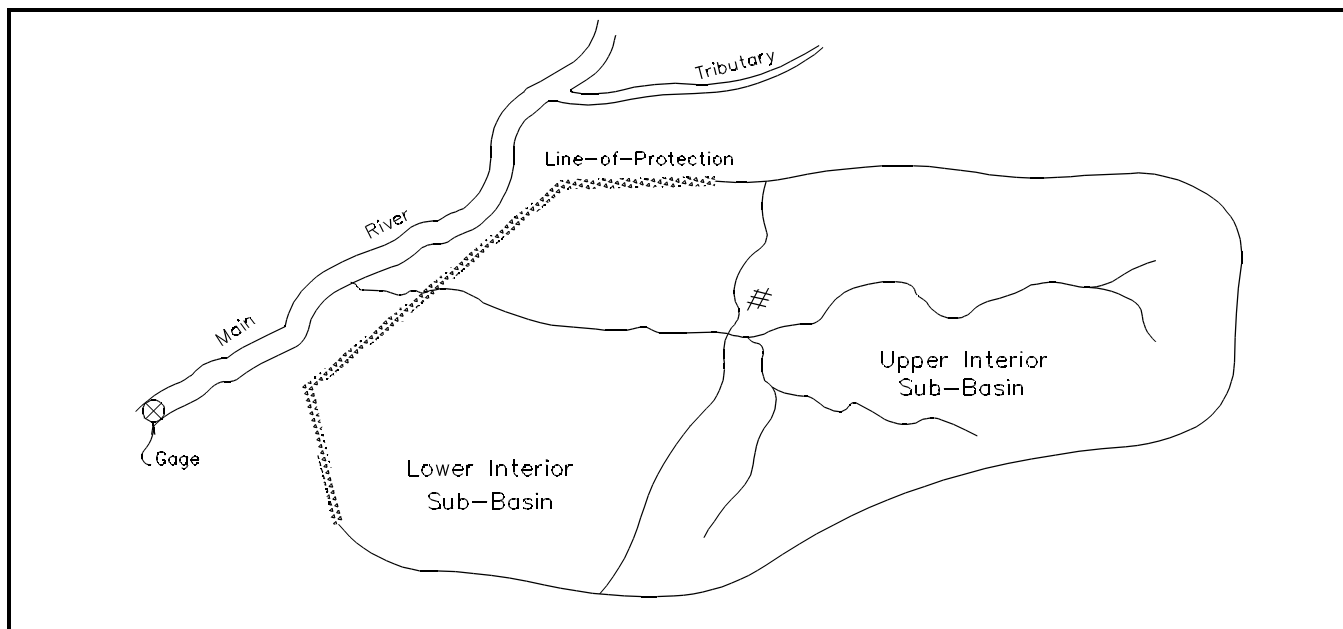 Tributary
Line-of-Protection
River
Main
Upper Interior
Sub-Basin
Gage
Lower Interior
Sub-Basin